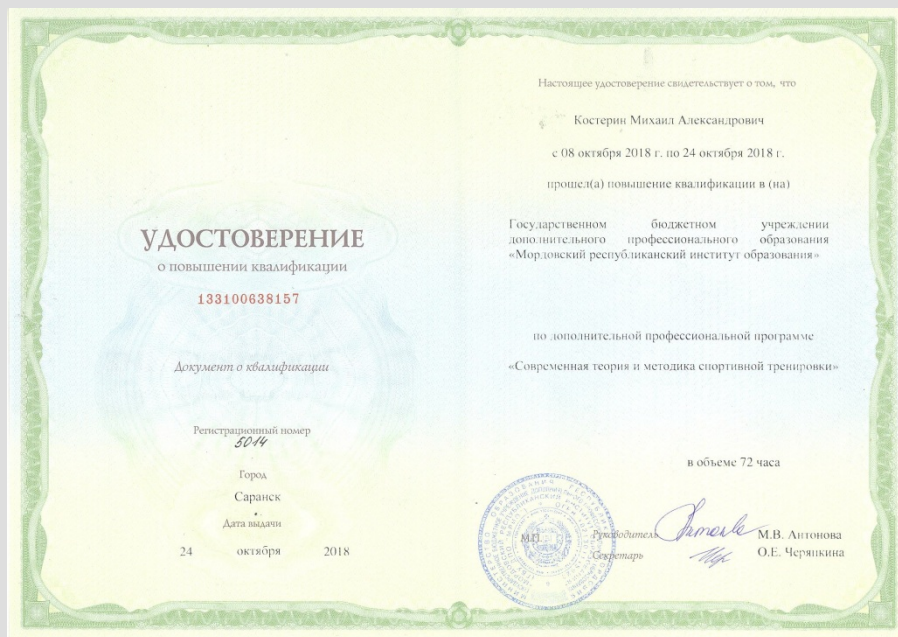 УДОСТОВЕРЕНИЕ
о повышении квалификации
133100638157
Документ о квалификации
Регистрационный номер
5014
Город
Саранск
Дата выдачи
24 октября 2018
Настоящее удостоверение свидетельствует о том, что
Костерин Михаил Александрович
с 08 октября 2018 г. по 24 октября 2018 г.
прошел(а) повышение квалификации в (на)
Государственном бюджетном учреждении
дополнительного профессионального образования
«Мордовский республиканский институт образования»
по дополнительной профессиональной программе
«Современная теория и методика спортивной тренировки»
в объеме 72 часа
М.П.
Руководитель М.В. Антонова
Секретарь О.Е. Черяпкина